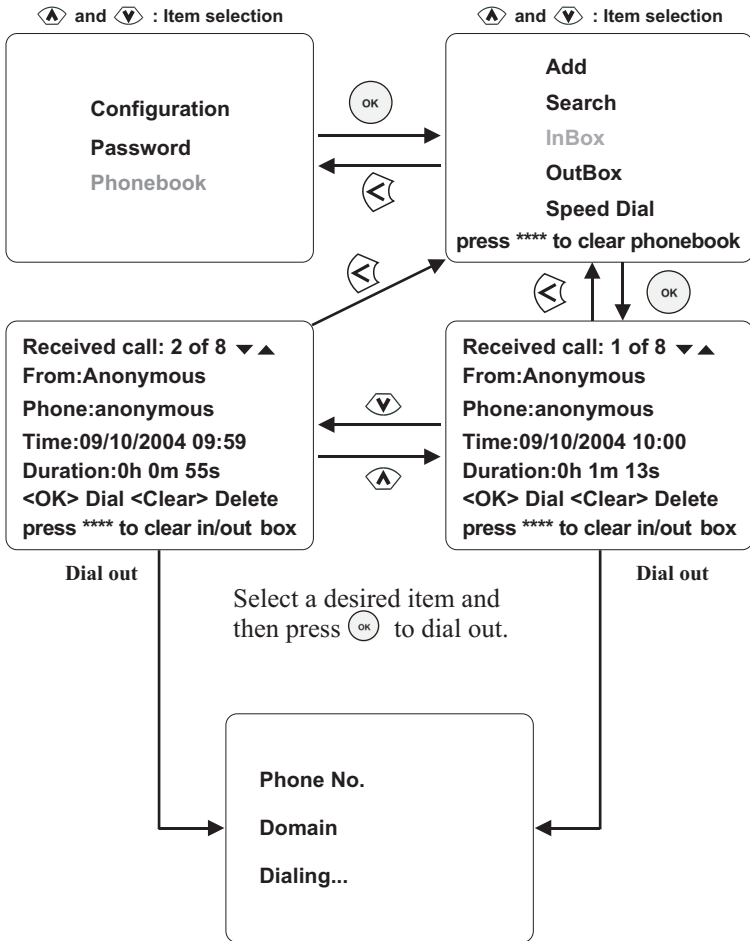 and : Item selection
and : Item selection
Configuration
Password
Phonebook
OK
Add
Search
InBox
OutBox
Speed Dial
press **** to clear phonebook
OK
Received call: 2 of 8
From:Anonymous
Phone:anonymous
Time:09/10/2004 09:59
Duration:0h 0m 55s
<OK> Dial <Clear> Delete
press **** to clear in/out box
Received call: 1 of 8
From:Anonymous
Phone:anonymous
Time:09/10/2004 10:00
Duration:0h 1m 13s
<OK> Dial <Clear> Delete
press **** to clear in/out box
Dial out
Dial out
Select a desired item and
then press OK to dial out.
Phone No.
Domain
Dialing...